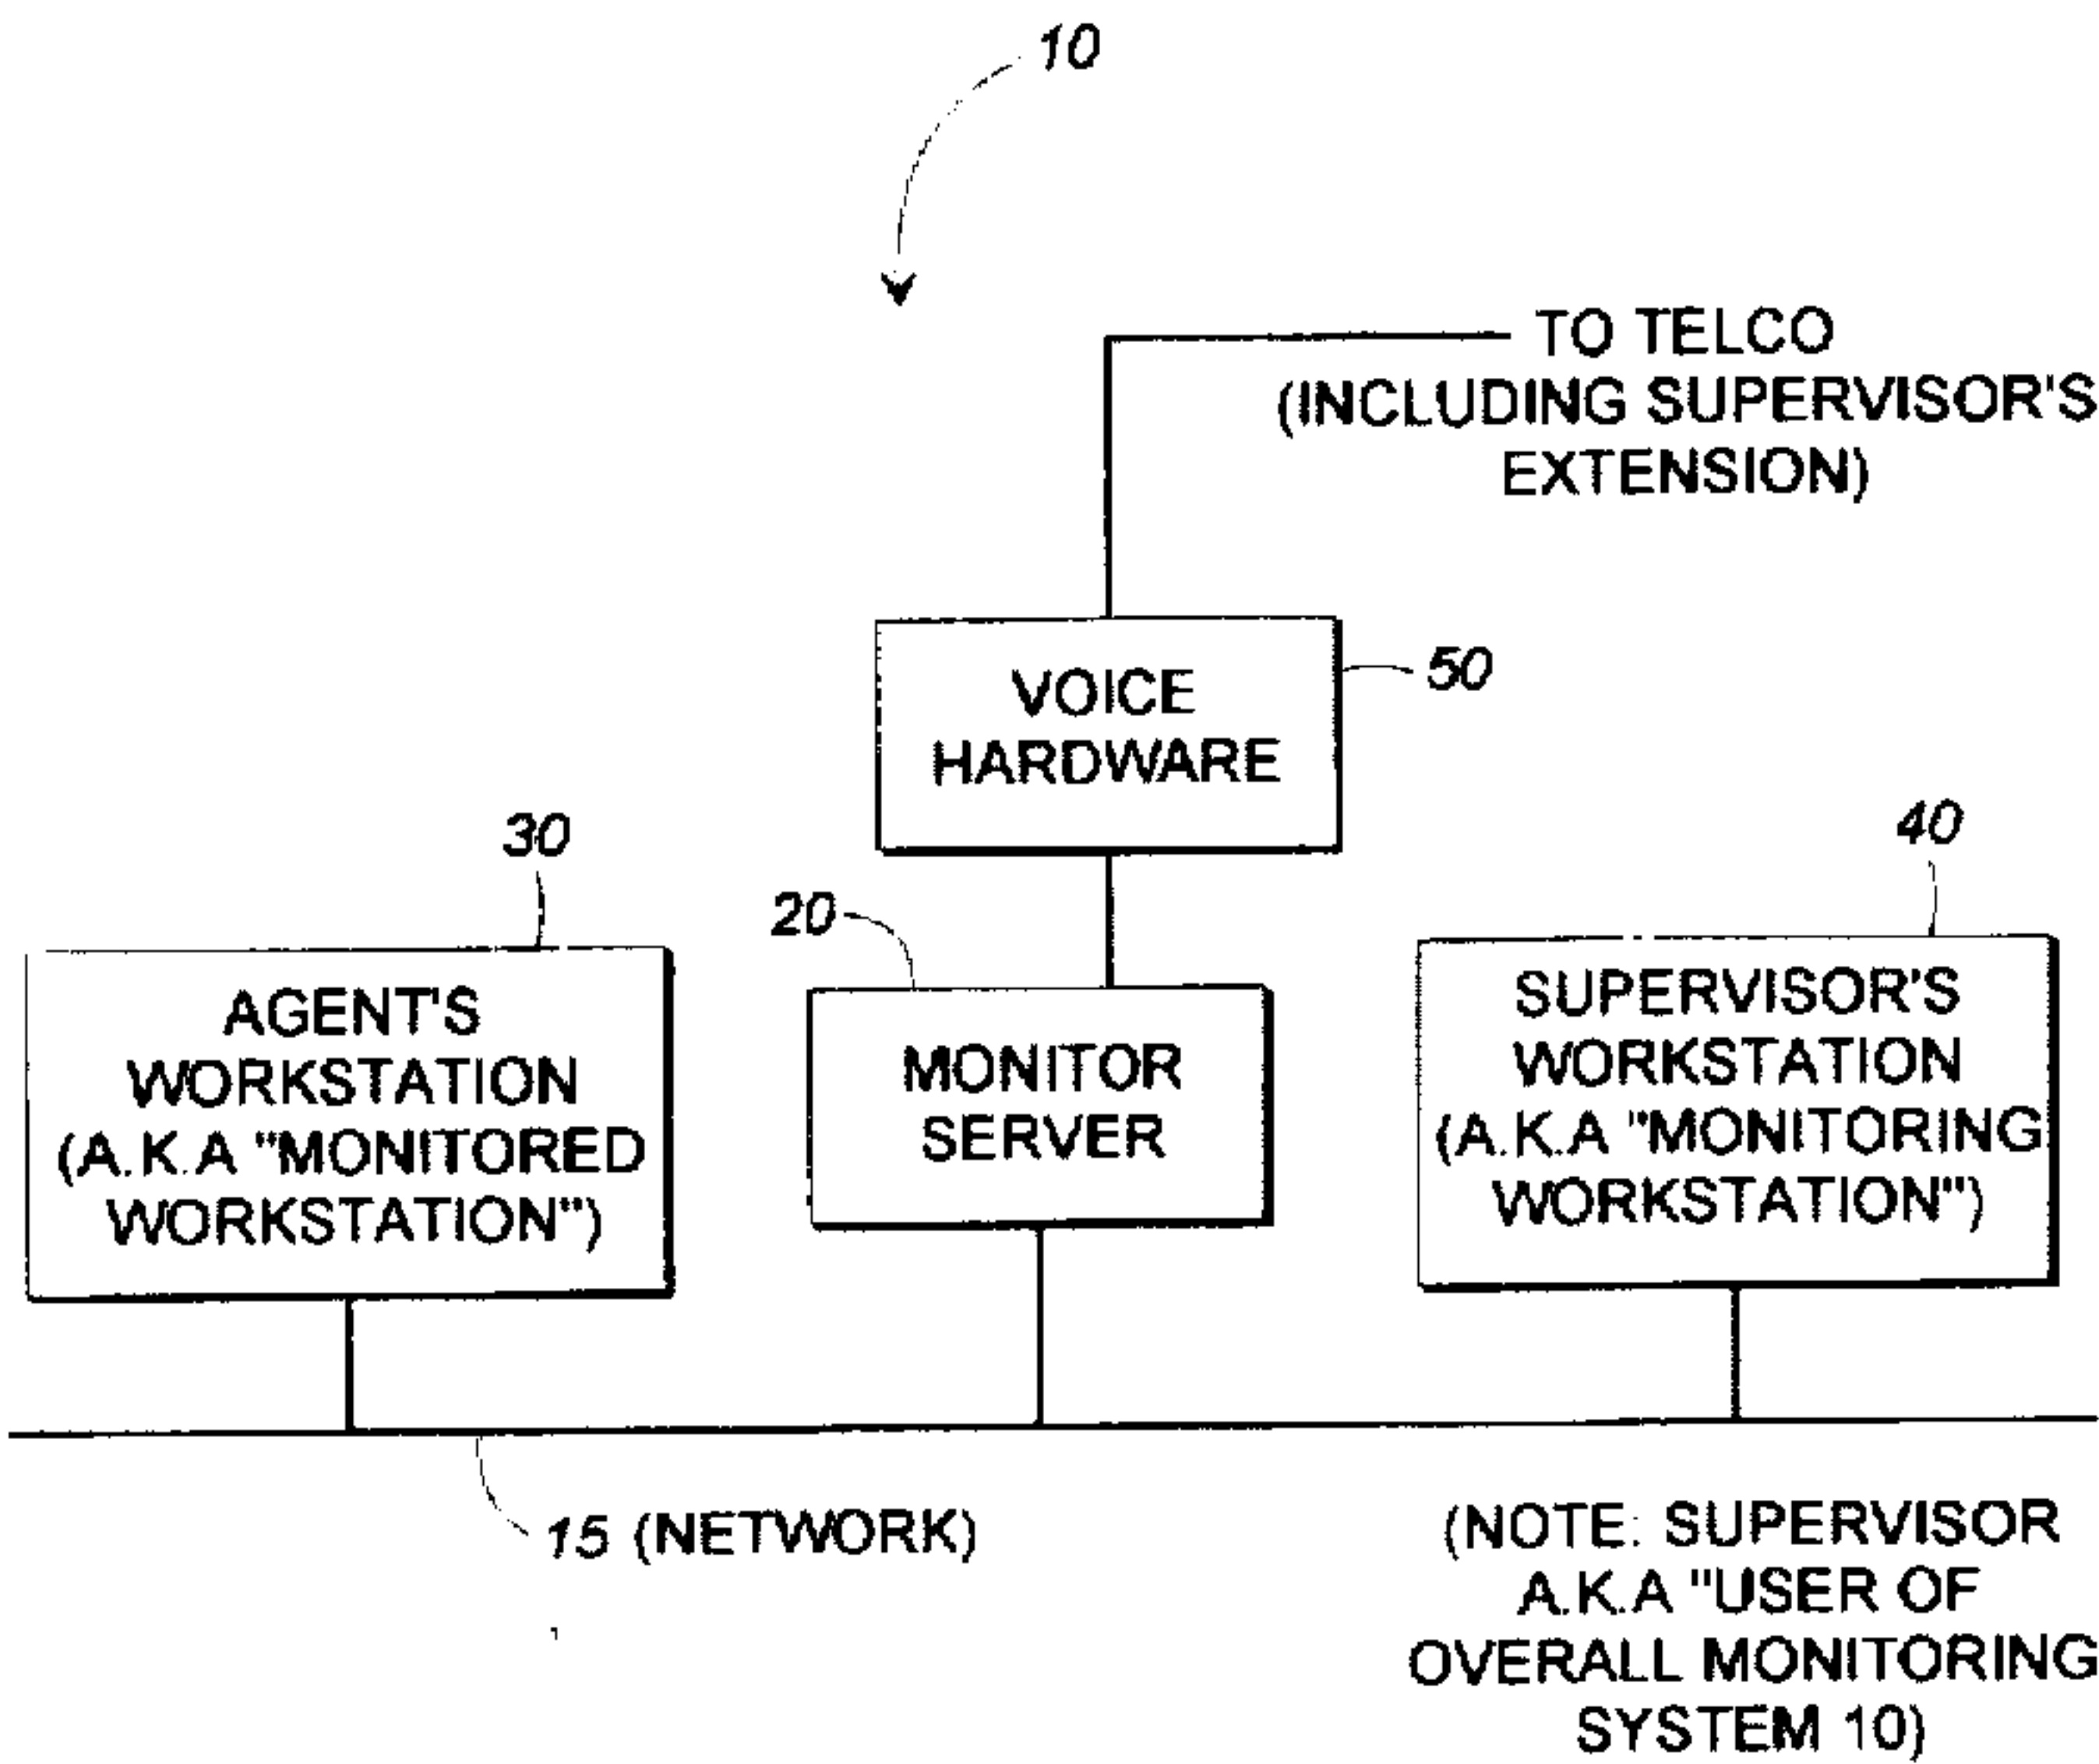 10
TO TELCO
(INCLUDING SUPERVISOR'S
EXTENSION)
VOICE
HARDWARE
50
30
20
40
AGENT'S
WORKSTATION
(A.K.A "MONITORED
WORKSTATION")
MONITOR
SERVER
SUPERVISOR'S
WORKSTATION
(A.K.A "MONITORING
WORKSTATION")
15 (NETWORK)
(NOTE: SUPERVISOR
A.K.A "USER OF
OVERALL MONITORING
SYSTEM 10)